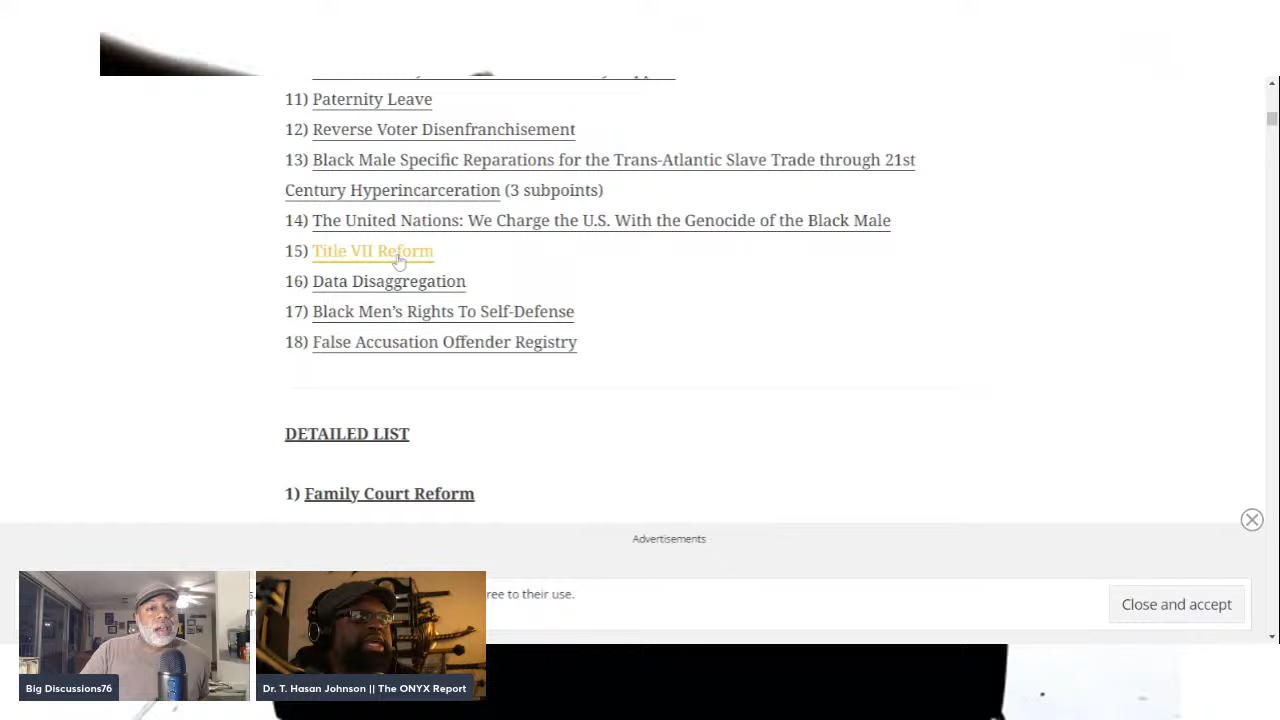 11) Paternity Leave
12) Reverse Voter Disenfranchisement
13) Black Male Specific Reparations for the Trans-Atlantic Slave Trade through 21st
Century Hyperincarceration (3 subpoints)
14) The United Nations: We Charge the U.S. With the Genocide of the Black Male
15) Title VII Reform
16) Data Disaggregation
17) Black Men’s Rights To Self-Defense
18) False Accusation Offender Registry
DETAILED LIST
1) Family Court Reform
Advertisements
to their use.
Close and accept
Big Discussions76
Dr. T. Hasan Johnson || The ONYX Report